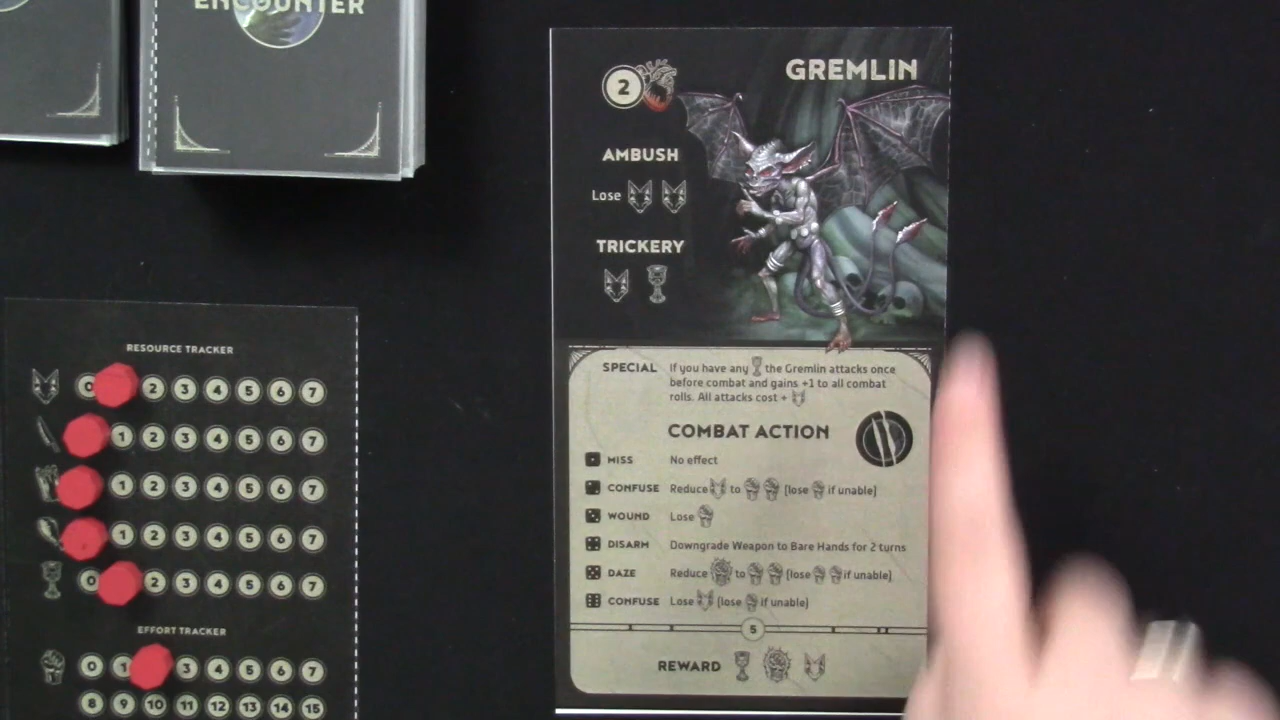 ENCOUNTER
GREMLIN
2
AMBUSH
Lose
TRICKERY
SPECIAL If you have any the Gremlin attacks once
before combat and gains +1 to all combat
rolls. All attacks cost +
COMBAT ACTION
MISS No effect
CONFUSE Reduce to (lose if unable)
WOUND Lose
DISARM Downgrade Weapon to Bare Hands for 2 turns
DAZE Reduce to (lose if unable)
CONFUSE Lose (lose if unable)
5
REWARD
RESOURCE TRACKER
0 2 3 4 5 6 7
1 2 3 4 5 6 7
1 2 3 4 5 6 7
1 2 3 4 5 6 7
0 2 3 4 5 6 7
EFFORT TRACKER
0 1 3 4 5 6 7
8 9 10 11 12 13 14 15